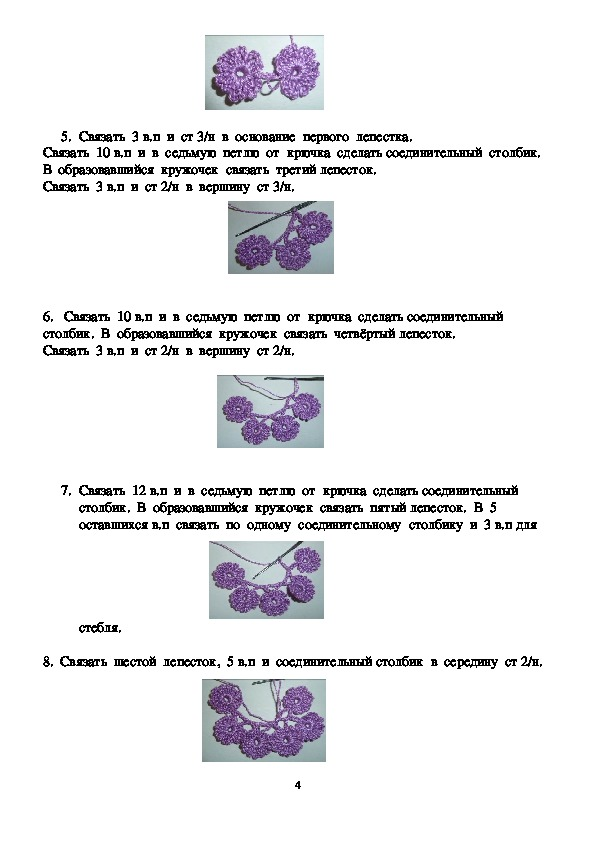 5. Связать 3 в.п и ст 3/н в основание первого лепестка.
Связать 10 в.п и в седьмую петлю от крючка сделать соединительный столбик.
В образовавшийся кружочек связать третий лепесток.
Связать 3 в.п и ст 2/н в вершину ст 3/н.
6. Связать 10 в.п и в седьмую петлю от крючка сделать соединительный
столбик. В образовавшийся кружочек связать четвёртый лепесток.
Связать 3 в.п и ст 2/н в вершину ст 2/н.
7. Связать 12 в.п и в седьмую петлю от крючка сделать соединительный
столбик. В образовавшийся кружочек связать пятый лепесток. В 5
оставшихся в.п связать по одному соединительному столбику и 3 в.п для
стебля.
8. Связать шестой лепесток, 5 в.п и соединительный столбик в середину ст 2/н.
4